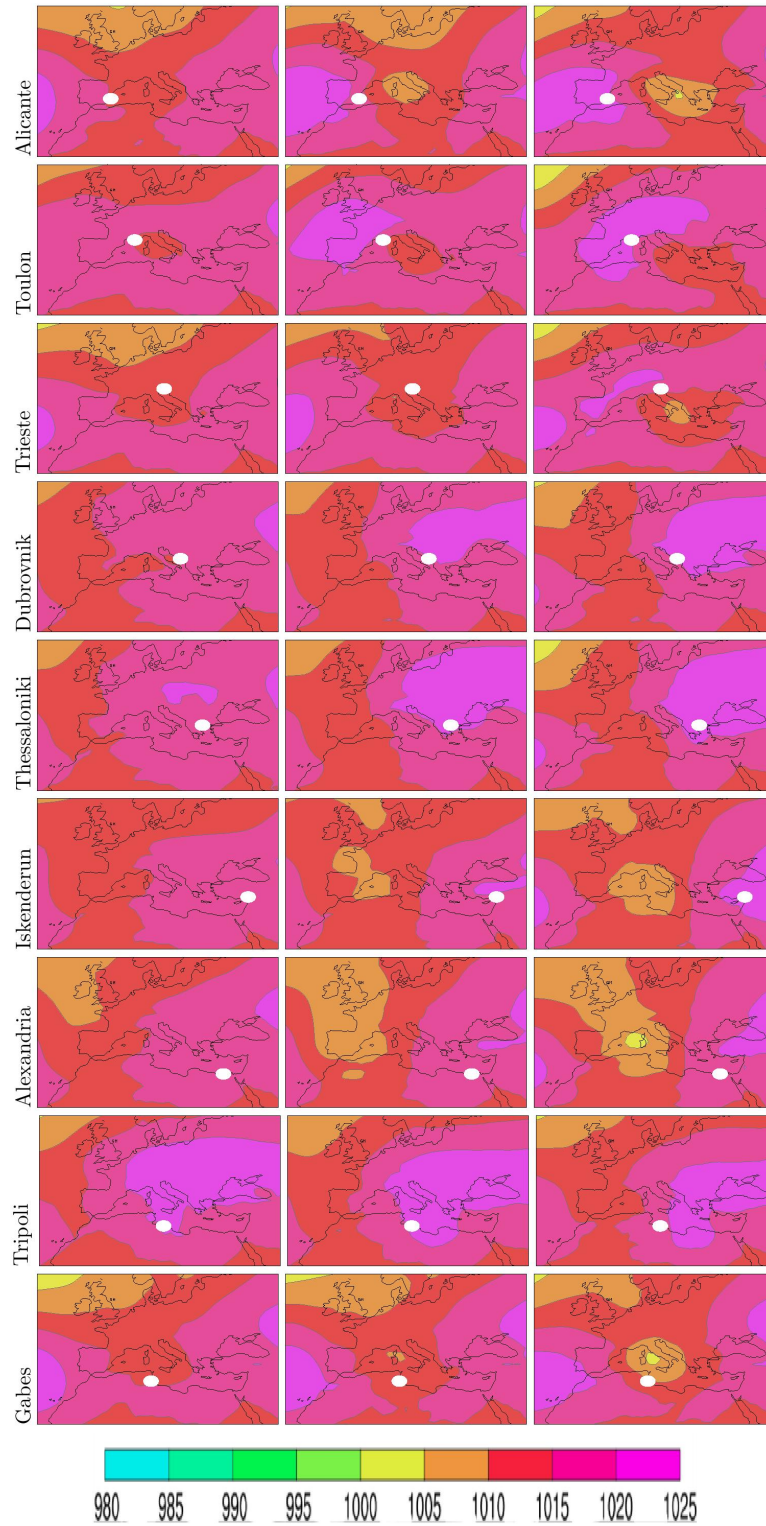 Alicante
Toulon
Trieste
Dubrovnik
Thessaloniki
Iskenderun
Alexandria
Tripoli
Gabes
980 985 990 995 1000 1005 1010 1015 1020 1025